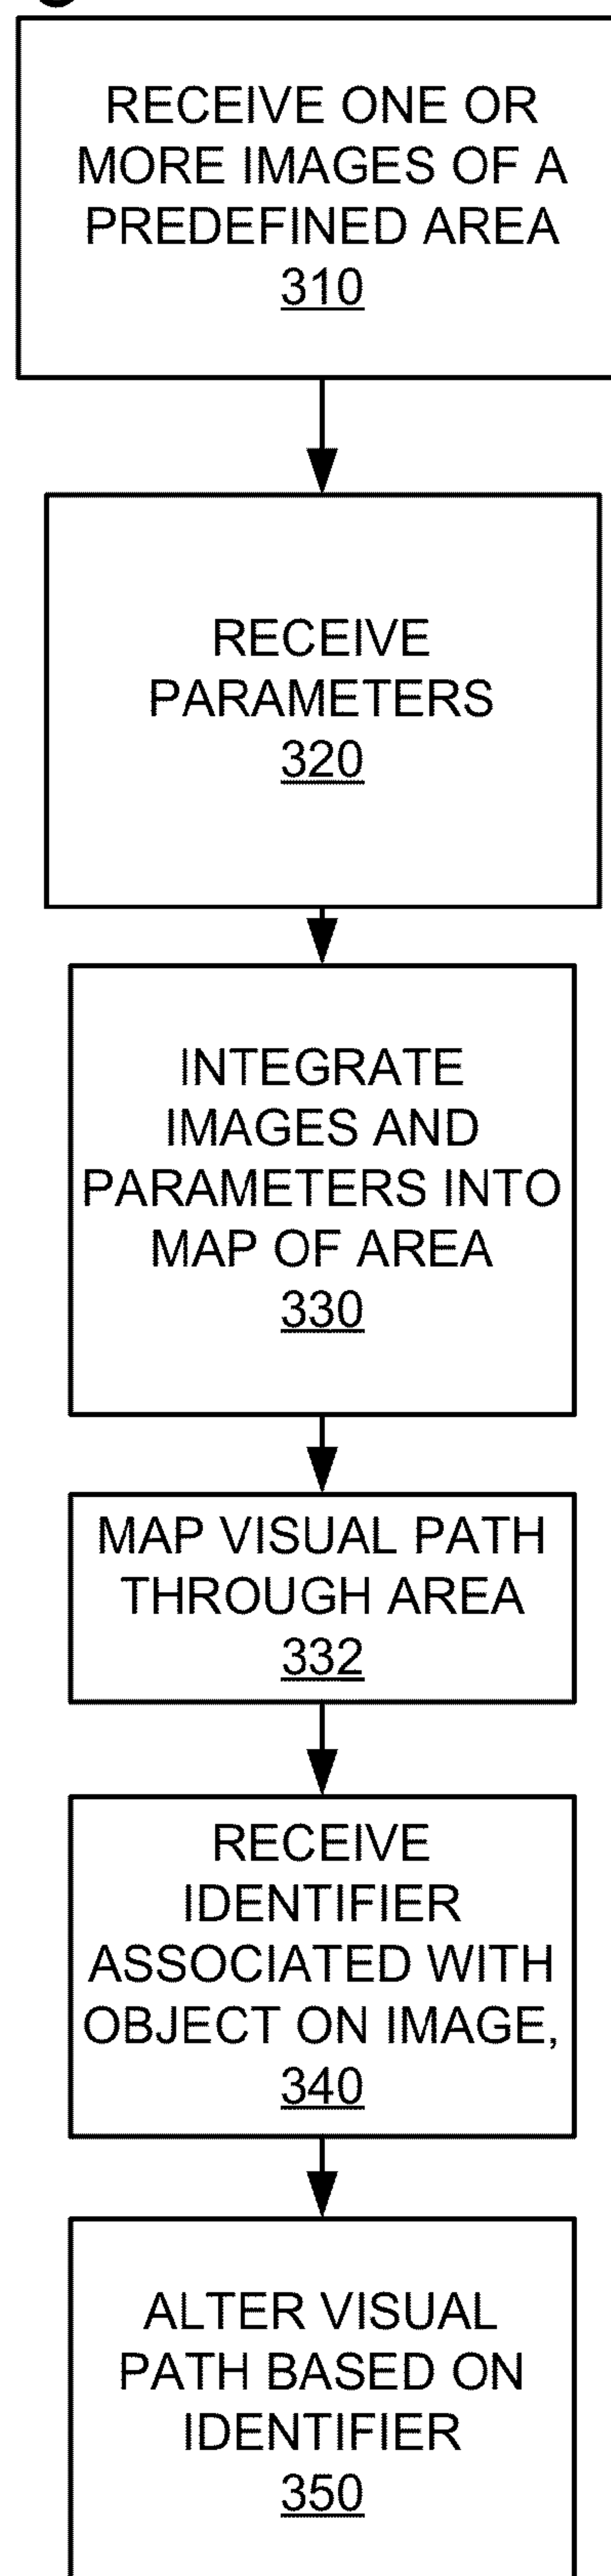 RECEIVE ONE OR
MORE IMAGES OF A
PREDEFINED AREA
310
RECEIVE
PARAMETERS
320
INTEGRATE
IMAGES AND
PARAMETERS INTO
MAP OF AREA
330
MAP VISUAL PATH
THROUGH AREA
332
RECEIVE
IDENTIFIER
ASSOCIATED WITH
OBJECT ON IMAGE,
340
ALTER VISUAL
PATH BASED ON
IDENTIFIER
350